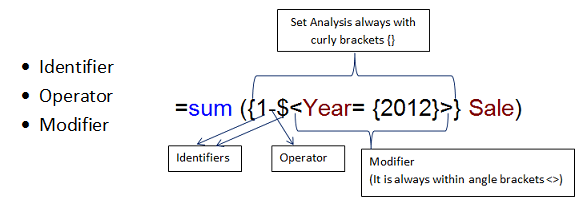 Set Analysis always with
curly brackets {}
• Identifier
• Operator
• Modifier
=sum ({1-$<Year= {2012}>} Sale)
Identifiers
Operator
Modifier
(It is always within angle brackets <>)